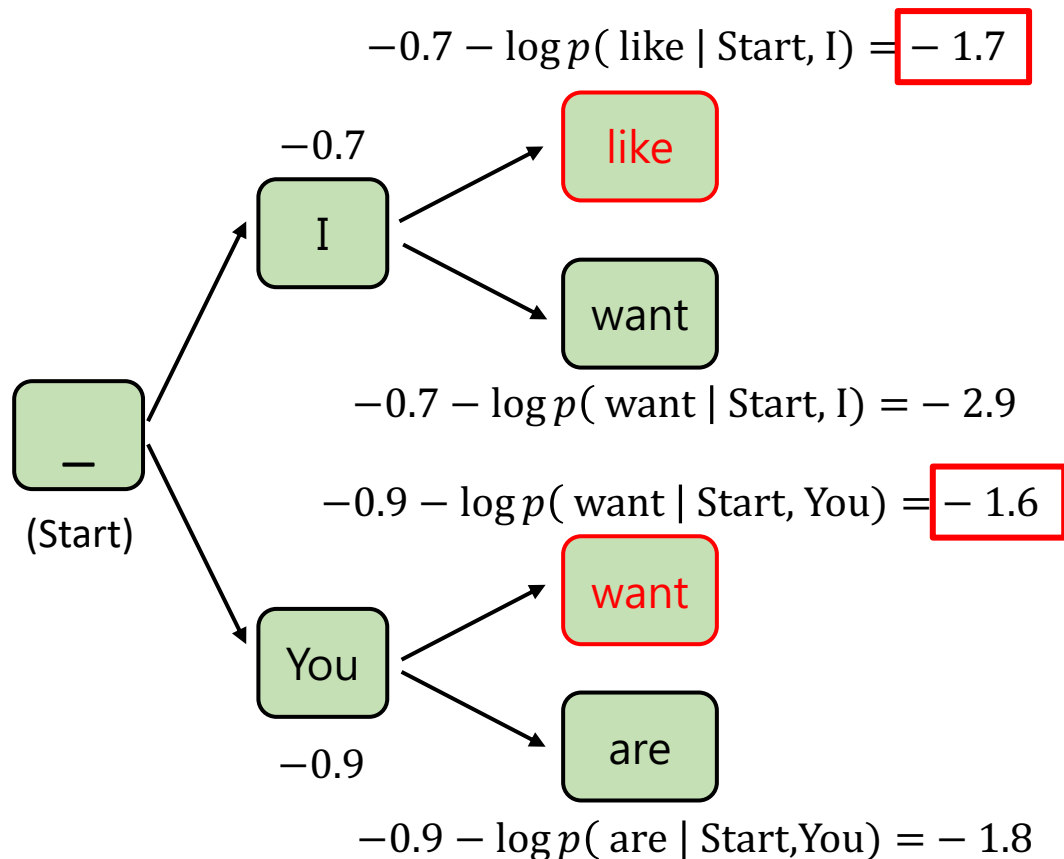 −0.7 − log p( like | Start, I) = − 1.7
−0.7
like
I
want
−0.7 − log p( want | Start, I) = − 2.9
_
(Start)
−0.9 − log p( want | Start, You) = − 1.6
want
You
are
−0.9
−0.9 − log p( are | Start,You) = − 1.8